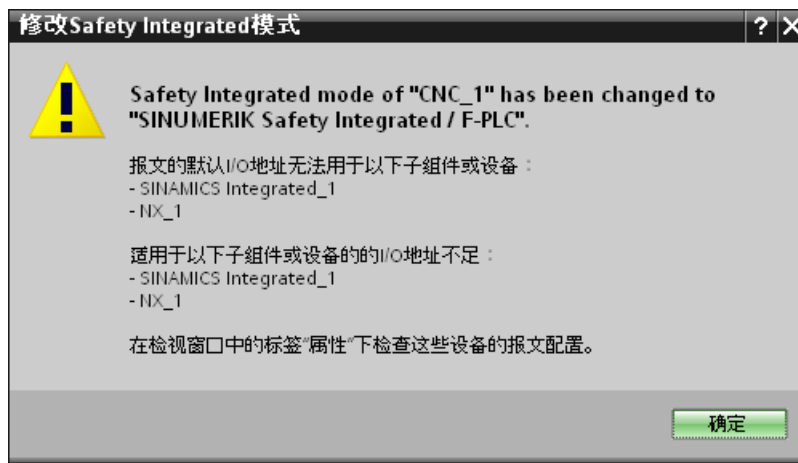 修改Safety Integrated模式
Safety Integrated mode of "CNC_1" has been changed to
"SINUMERIK Safety Integrated / F-PLC".
报文的默认I/O地址无法用于以下子组件或设备：
- SINAMICS Integrated_1
- NX_1
适用于以下子组件或设备的的I/O地址不足：
- SINAMICS Integrated_1
- NX_1
在检视窗口中的标签“属性”下检查这些设备的报文配置。
确定